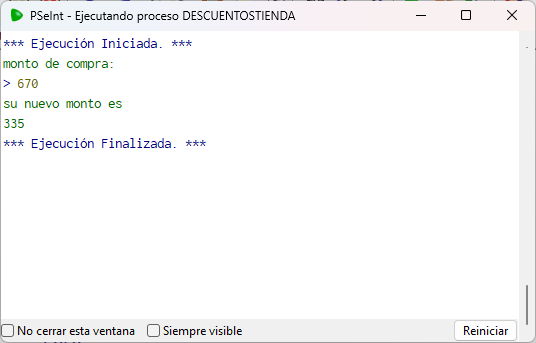 PSeInt - Ejecutando proceso DESCUENTOSTIENDA
*** Ejecución Iniciada. ***
monto de compra:
> 670
su nuevo monto es
335
*** Ejecución Finalizada. ***
No cerrar esta ventana Siempre visible Reiniciar